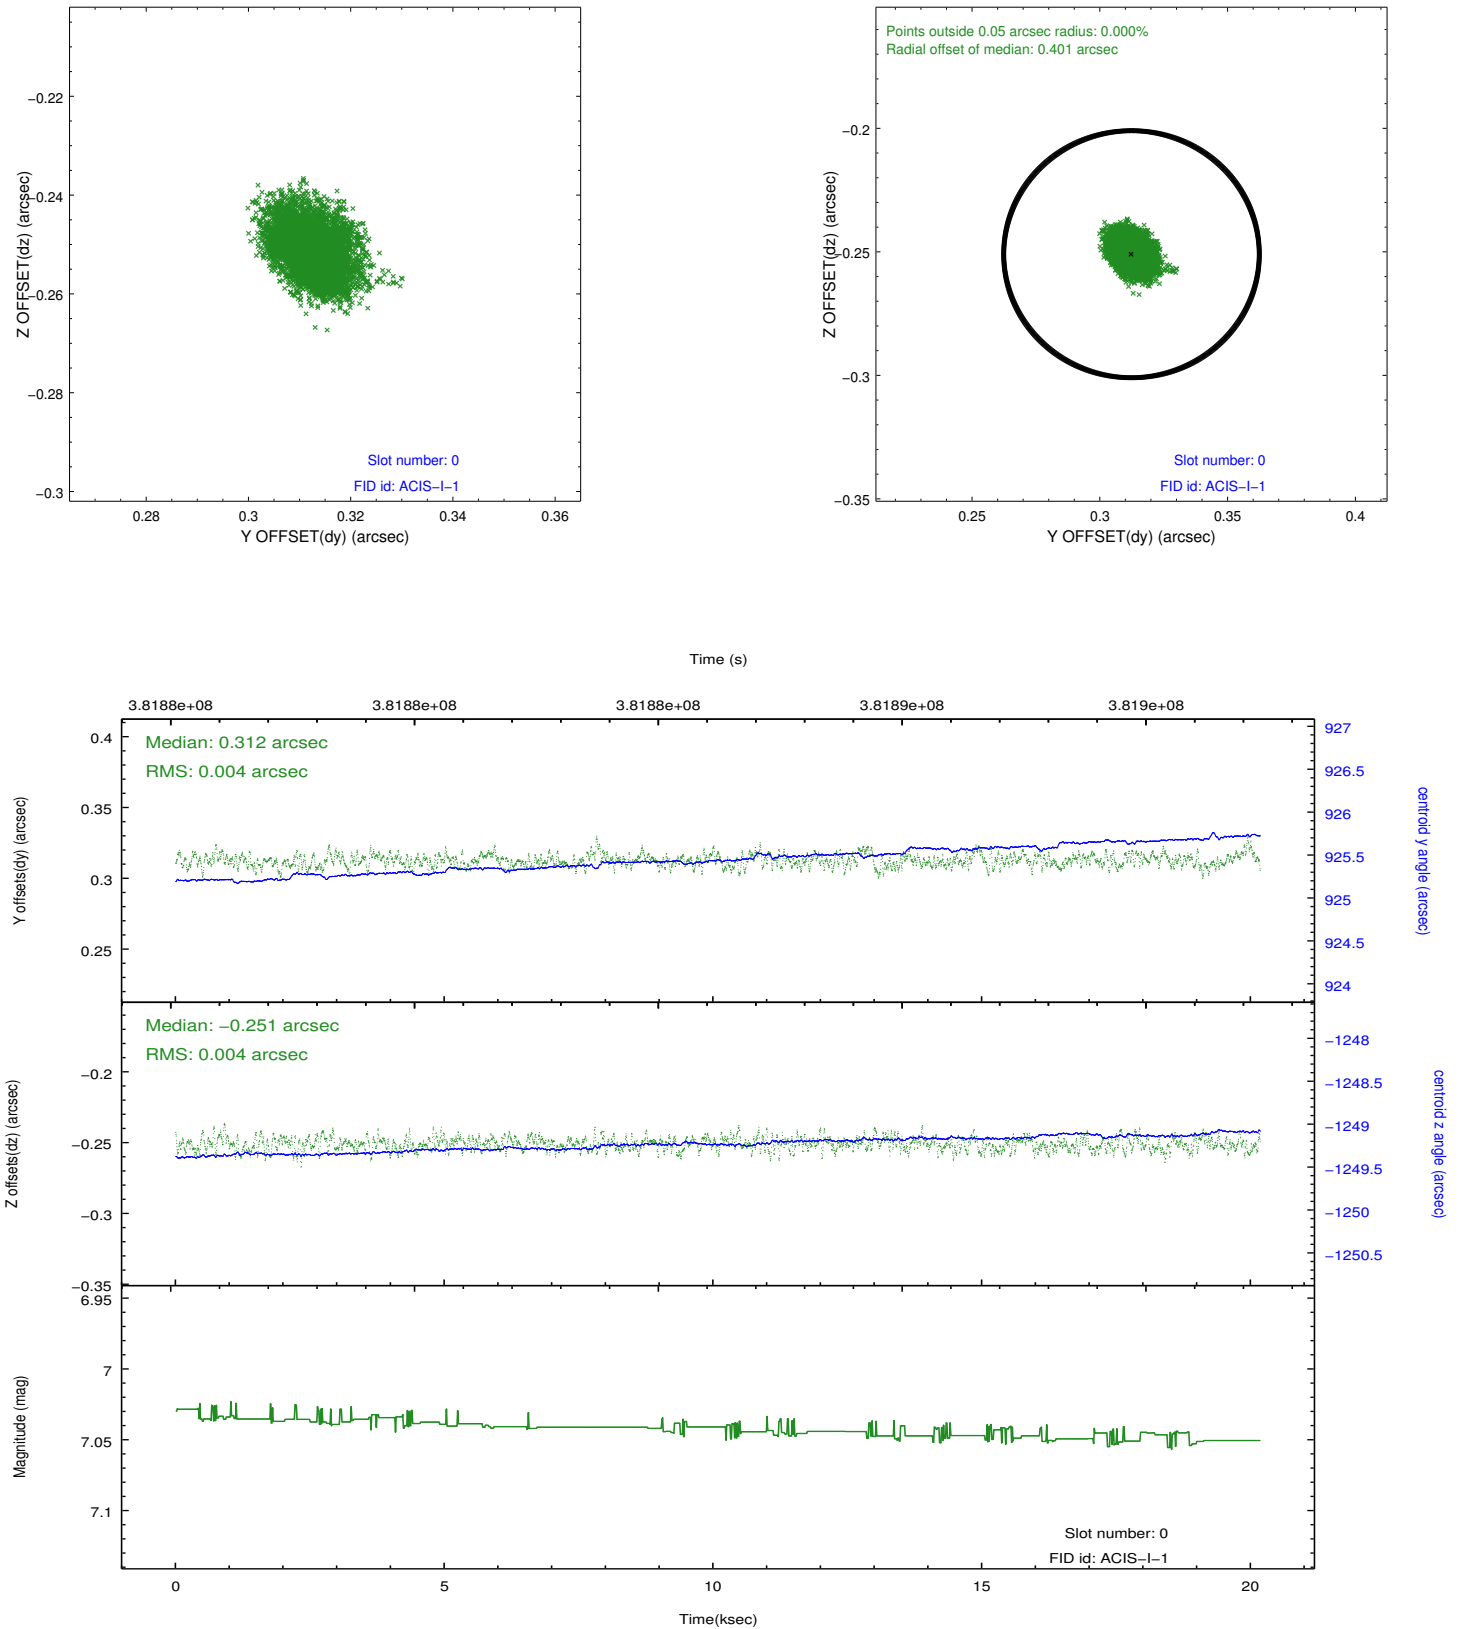 −0.22
−0.24
−0.26
−0.28
−0.3
Z OFFSET(dz) (arcsec)
Slot number: 0
FID id: ACIS−I−1
0.28 0.3 0.32 0.34 0.36
Y OFFSET(dy) (arcsec)
Points outside 0.05 arcsec radius: 0.000%
Radial offset of median: 0.401 arcsec
−0.2
−0.25
−0.3
−0.35
Z OFFSET(dz) (arcsec)
Slot number: 0
FID id: ACIS−I−1
0.25 0.3 0.35 0.4
Y OFFSET(dy) (arcsec)
Time (s)
3.8188e+08 3.8188e+08 3.8188e+08 3.8189e+08 3.819e+08
Median: 0.312 arcsec
RMS: 0.004 arcsec
0.4
0.35
0.3
0.25
Y offsets(dy) (arcsec)
927
926.5
926
925.5
925
924.5
924
centroid y angle (arcsec)
Median: −0.251 arcsec
RMS: 0.004 arcsec
−0.2
−0.25
−0.3
−0.35
Z offsets(dz) (arcsec)
−1248
−1248.5
−1249
−1249.5
−1250
−1250.5
centroid z angle (arcsec)
6.95
7
7.05
7.1
Magnitude (mag)
Slot number: 0
FID id: ACIS−I−1
0 5 10 15 20
Time(ksec)